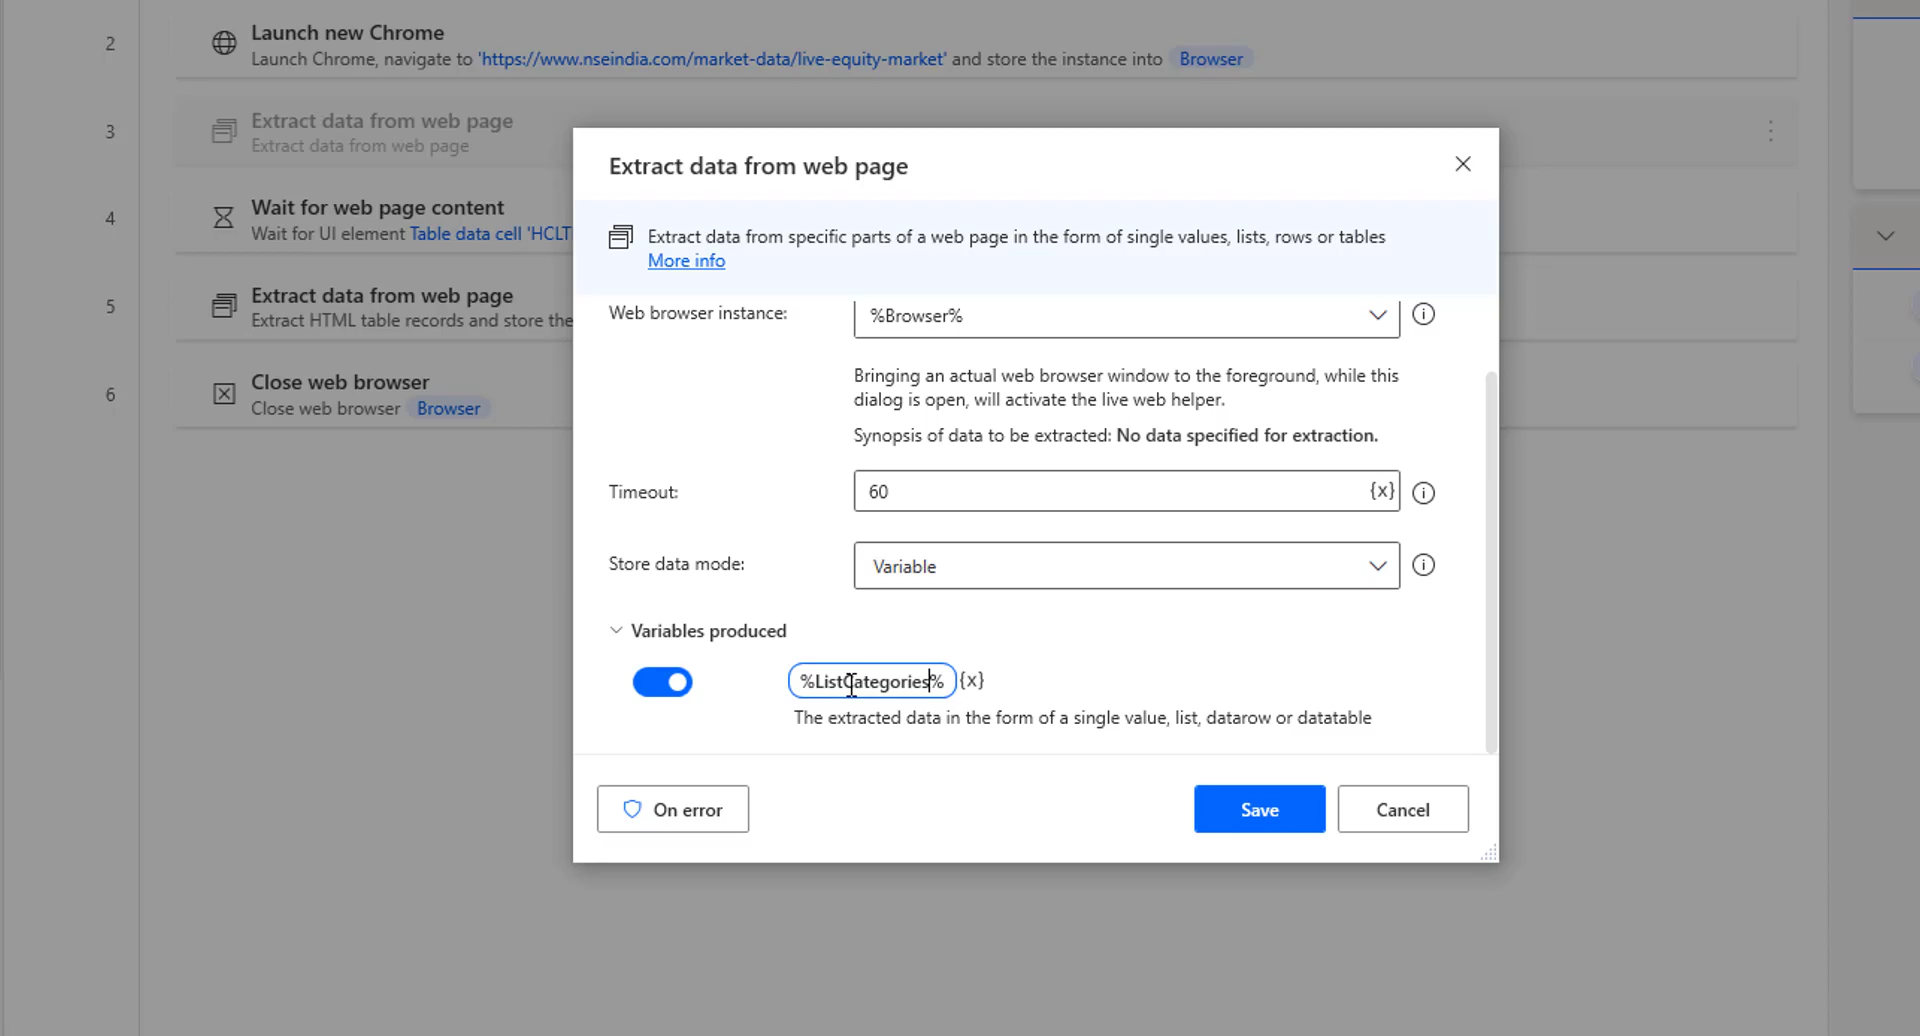 2
Launch new Chrome
Launch Chrome, navigate to 'https://www.nseindia.com/market-data/live-equity-market' and store the instance into Browser
3
Extract data from web page
Extract data from web page
4
Wait for web page content
Wait for UI element Table data cell 'HCLT
5
Extract data from web page
Extract HTML table records and store the
6
Close web browser
Close web browser Browser
Extract data from web page
Extract data from specific parts of a web page in the form of single values, lists, rows or tables
More info
Web browser instance: %Browser%
Bringing an actual web browser window to the foreground, while this
dialog is open, will activate the live web helper.
Synopsis of data to be extracted: No data specified for extraction.
Timeout: 60 {x}
Store data mode: Variable
Variables produced
%ListCategories% {x}
The extracted data in the form of a single value, list, datarow or datatable
On error
Save
Cancel